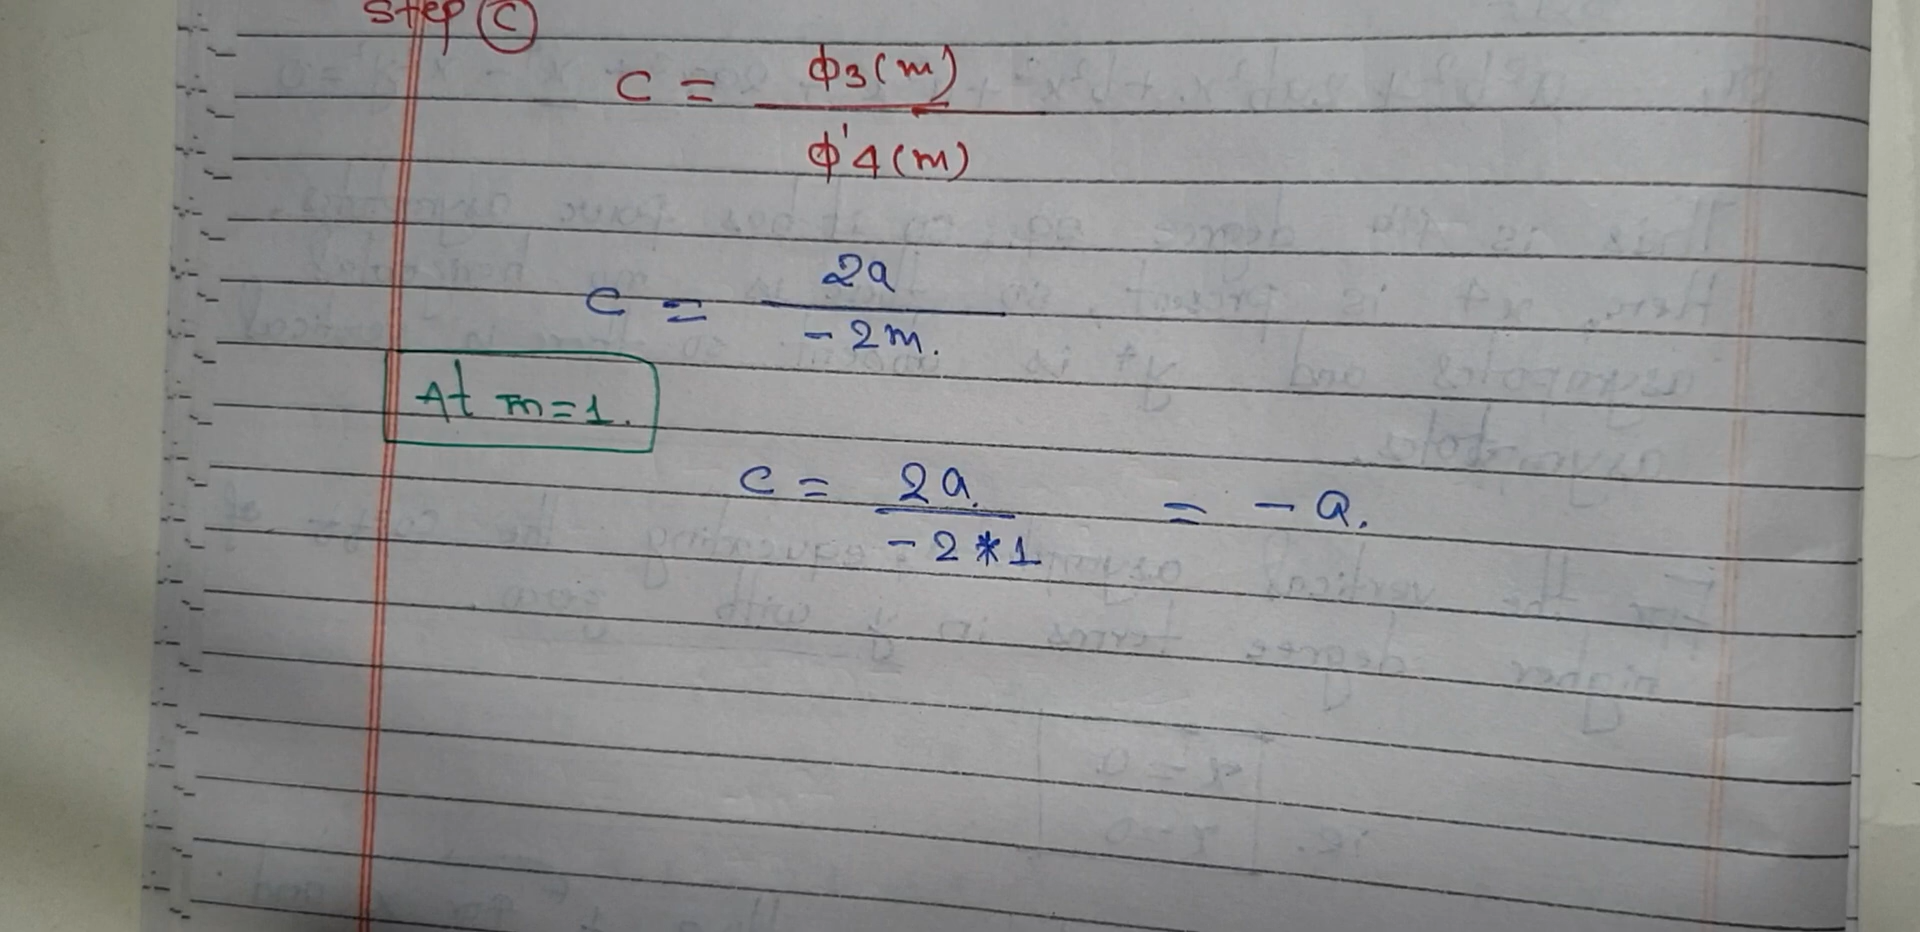 Step (C)
C = ϕ3(m) / ϕ'4(m)
C = 2a / -2m.
At m=1.
C = 2a. / -2*1 = -a.